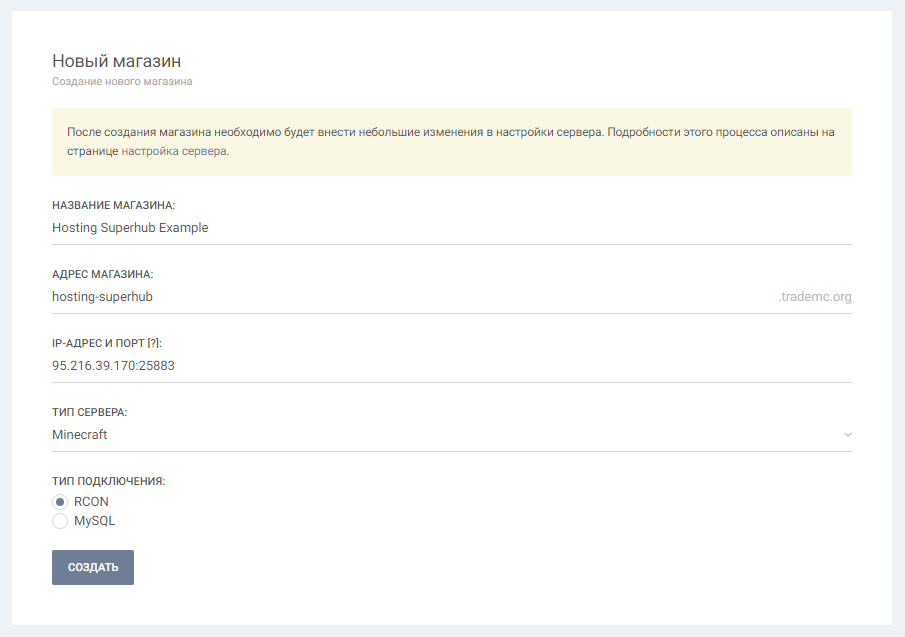 Новый магазин
Создание нового магазина
После создания магазина необходимо будет внести небольшие изменения в настройки сервера. Подробности этого процесса описаны на
странице настройка сервера.
НАЗВАНИЕ МАГАЗИНА:
Hosting Superhub Example
АДРЕС МАГАЗИНА:
hosting-superhub .trademc.org
IP-АДРЕС И ПОРТ [?]:
95.216.39.170:25883
ТИП СЕРВЕРА:
Minecraft
ТИП ПОДКЛЮЧЕНИЯ:
RCON
MySQL
СОЗДАТЬ